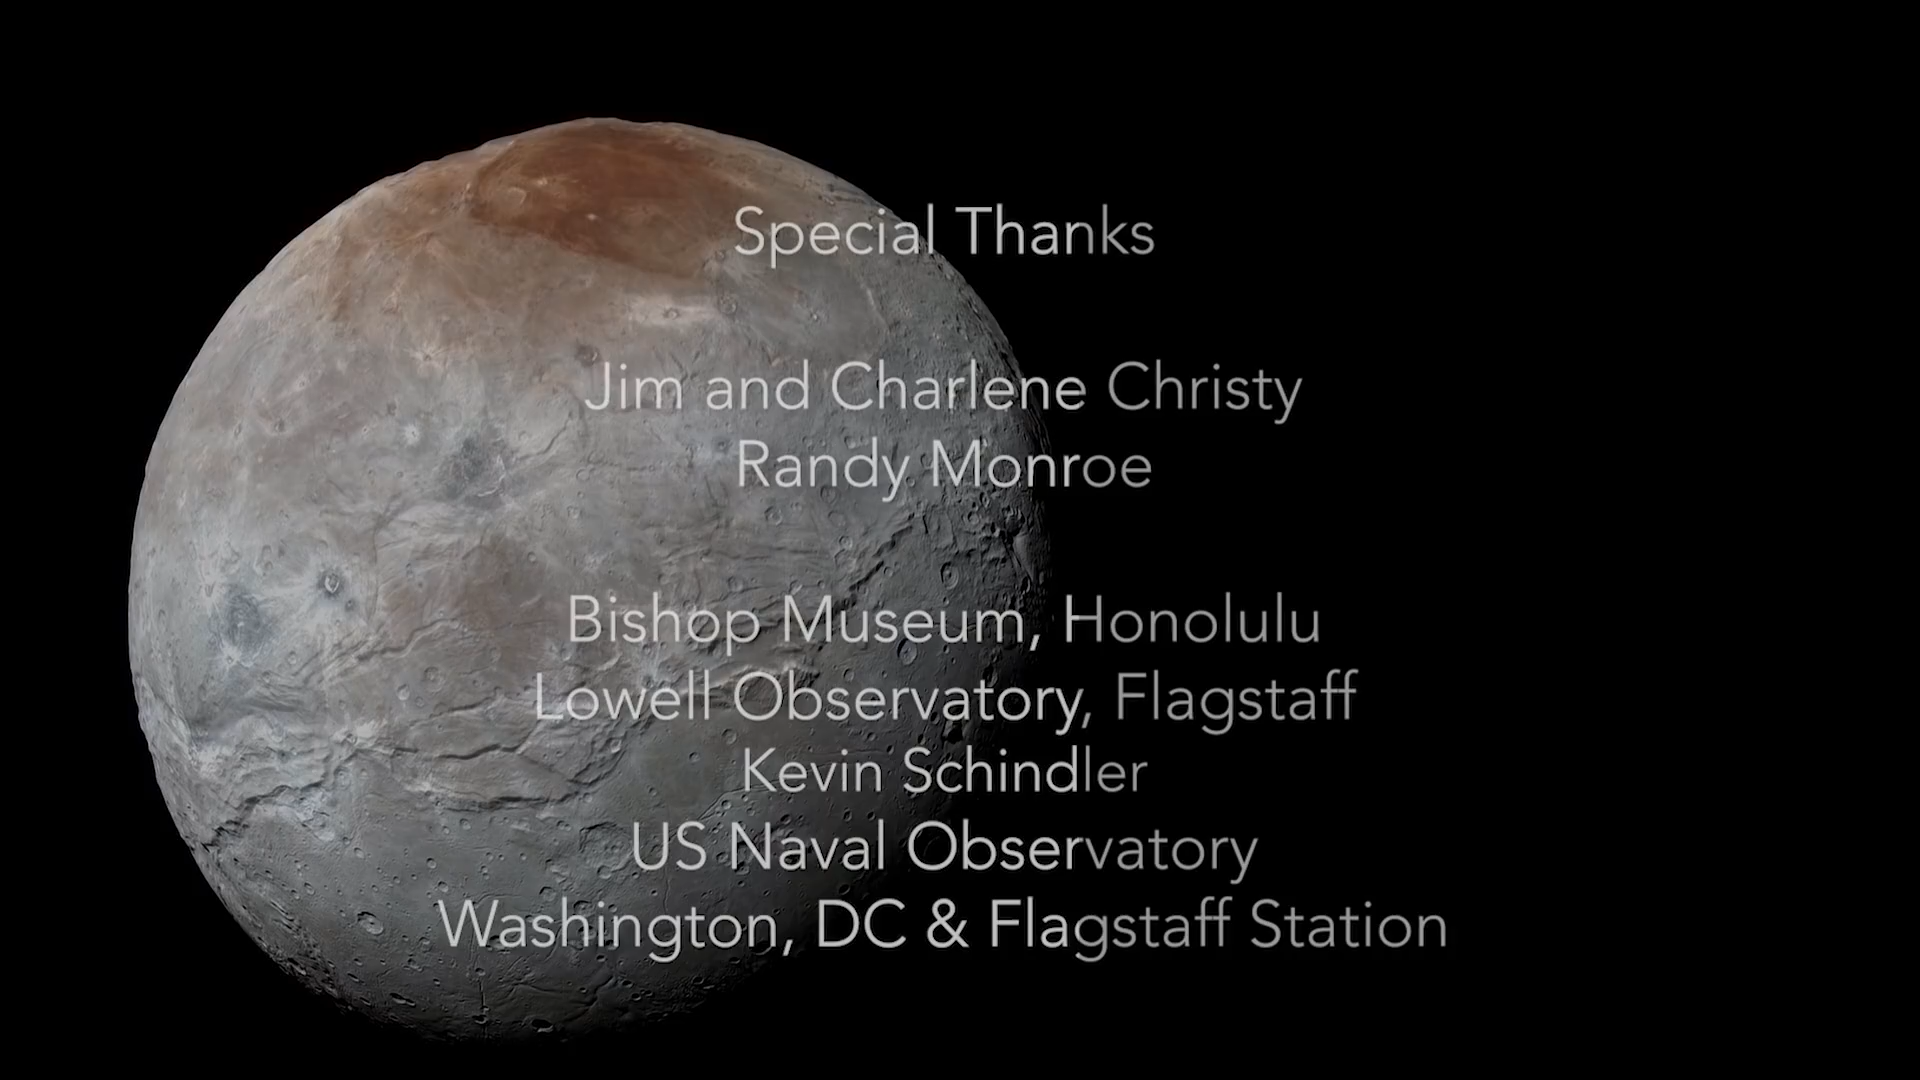 Special Thanks
Jim and Charlene Christy
Randy Monroe
Bishop Museum, Honolulu
Lowell Observatory, Flagstaff
Kevin Schindler
US Naval Observatory
Washington, DC & Flagstaff Station